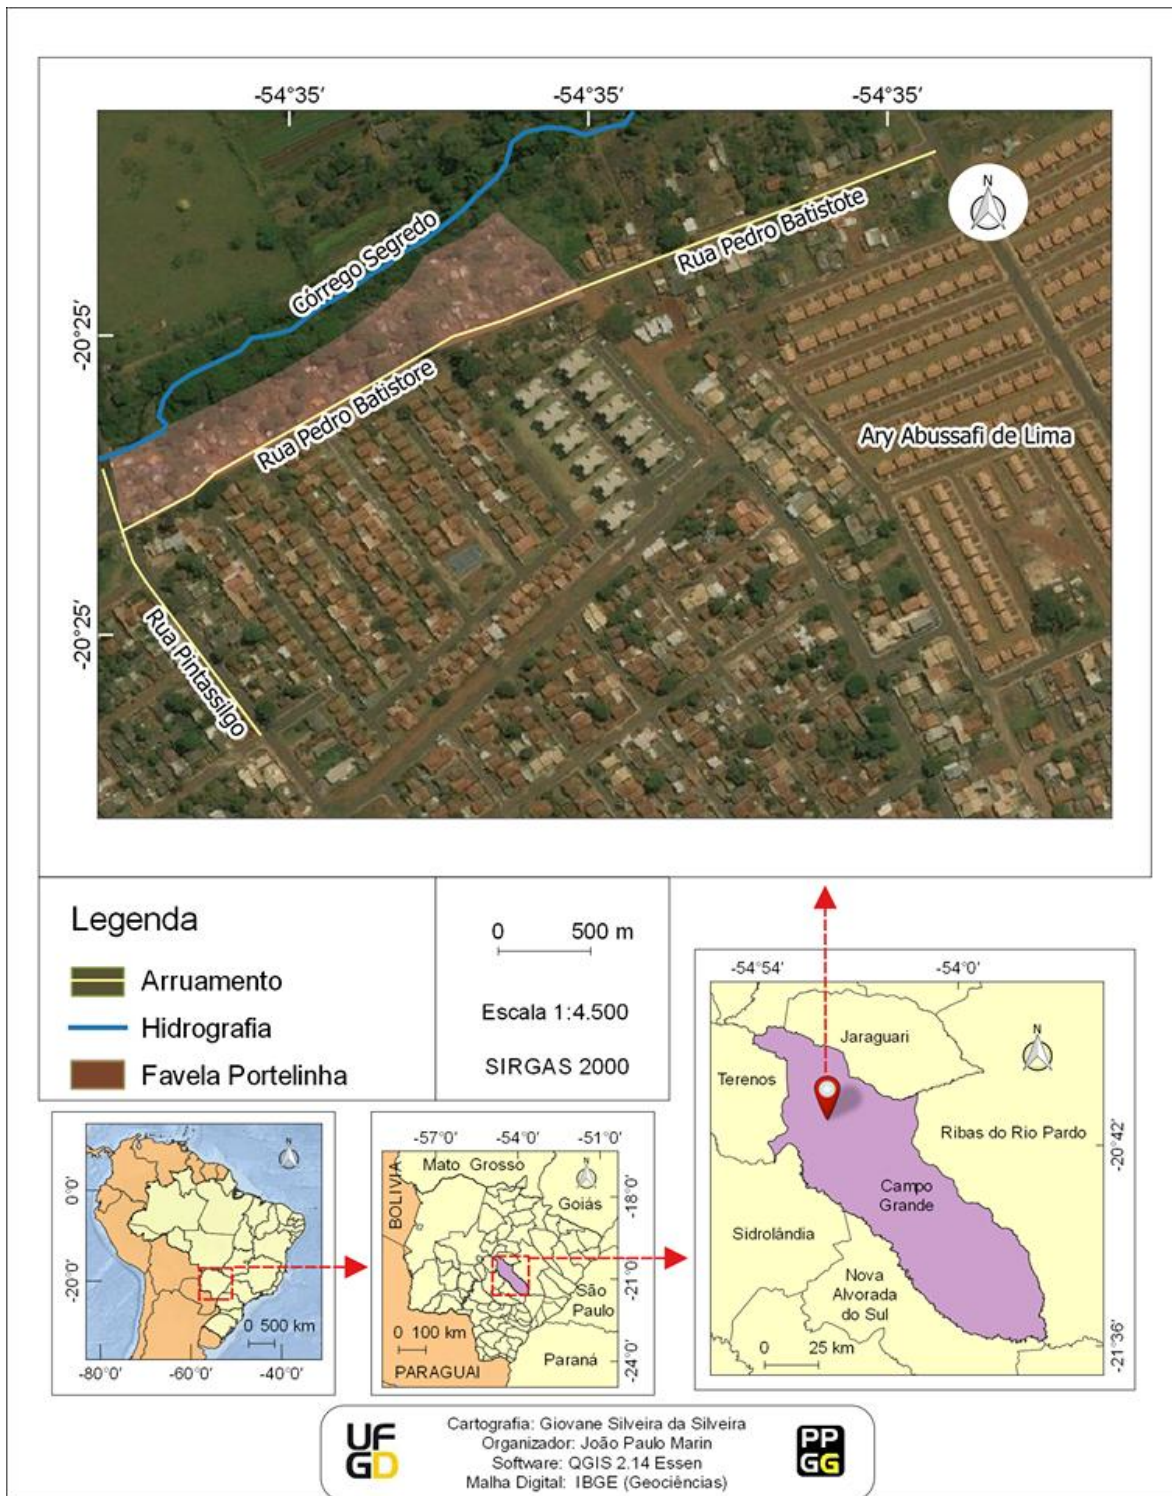 -54°35' -54°35' -54°35'
N
Rua Pedro Batistote
Córrego Segredo
-20°25'
Rua Pedro Batistore
Ary Abussafi de Lima
-20°25'
Rua Pintassilgo
Legenda
Arruamento
Hidrografia
Favela Portelinha
0 500 m
Escala 1:4.500
SIRGAS 2000
-54°54' -54°0'
Jaraguari
N
Terenos
Ribas do Rio Pardo
-20°42'
Campo
Grande
Sidrolândia
Nova
Alvorada
do Sul
0 25 km
-21°36'
N
0°0'
-20°0'
0 500 km
-80°0' -60°0' -40°0'
-57°0' -54°0' -51°0'
Mato Grosso
N
BOLIVIA
Goiás
-18°0'
-21°0'
São
Paulo
0 100 km
Paraná
PARAGUAI
-24°0'
UF
GD
Cartografia: Giovane Silveira da Silveira
Organizador: João Paulo Marin
Software: QGIS 2.14 Essen
Malha Digital: IBGE (Geociências)
PP
GG